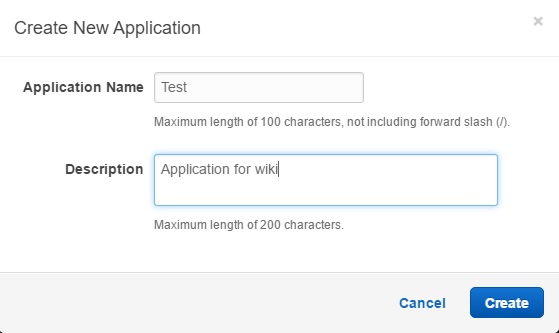 Create New Application ×
Application Name Test
Maximum length of 100 characters, not including forward slash (/).
Description Application for wiki
Maximum length of 200 characters.
Cancel Create